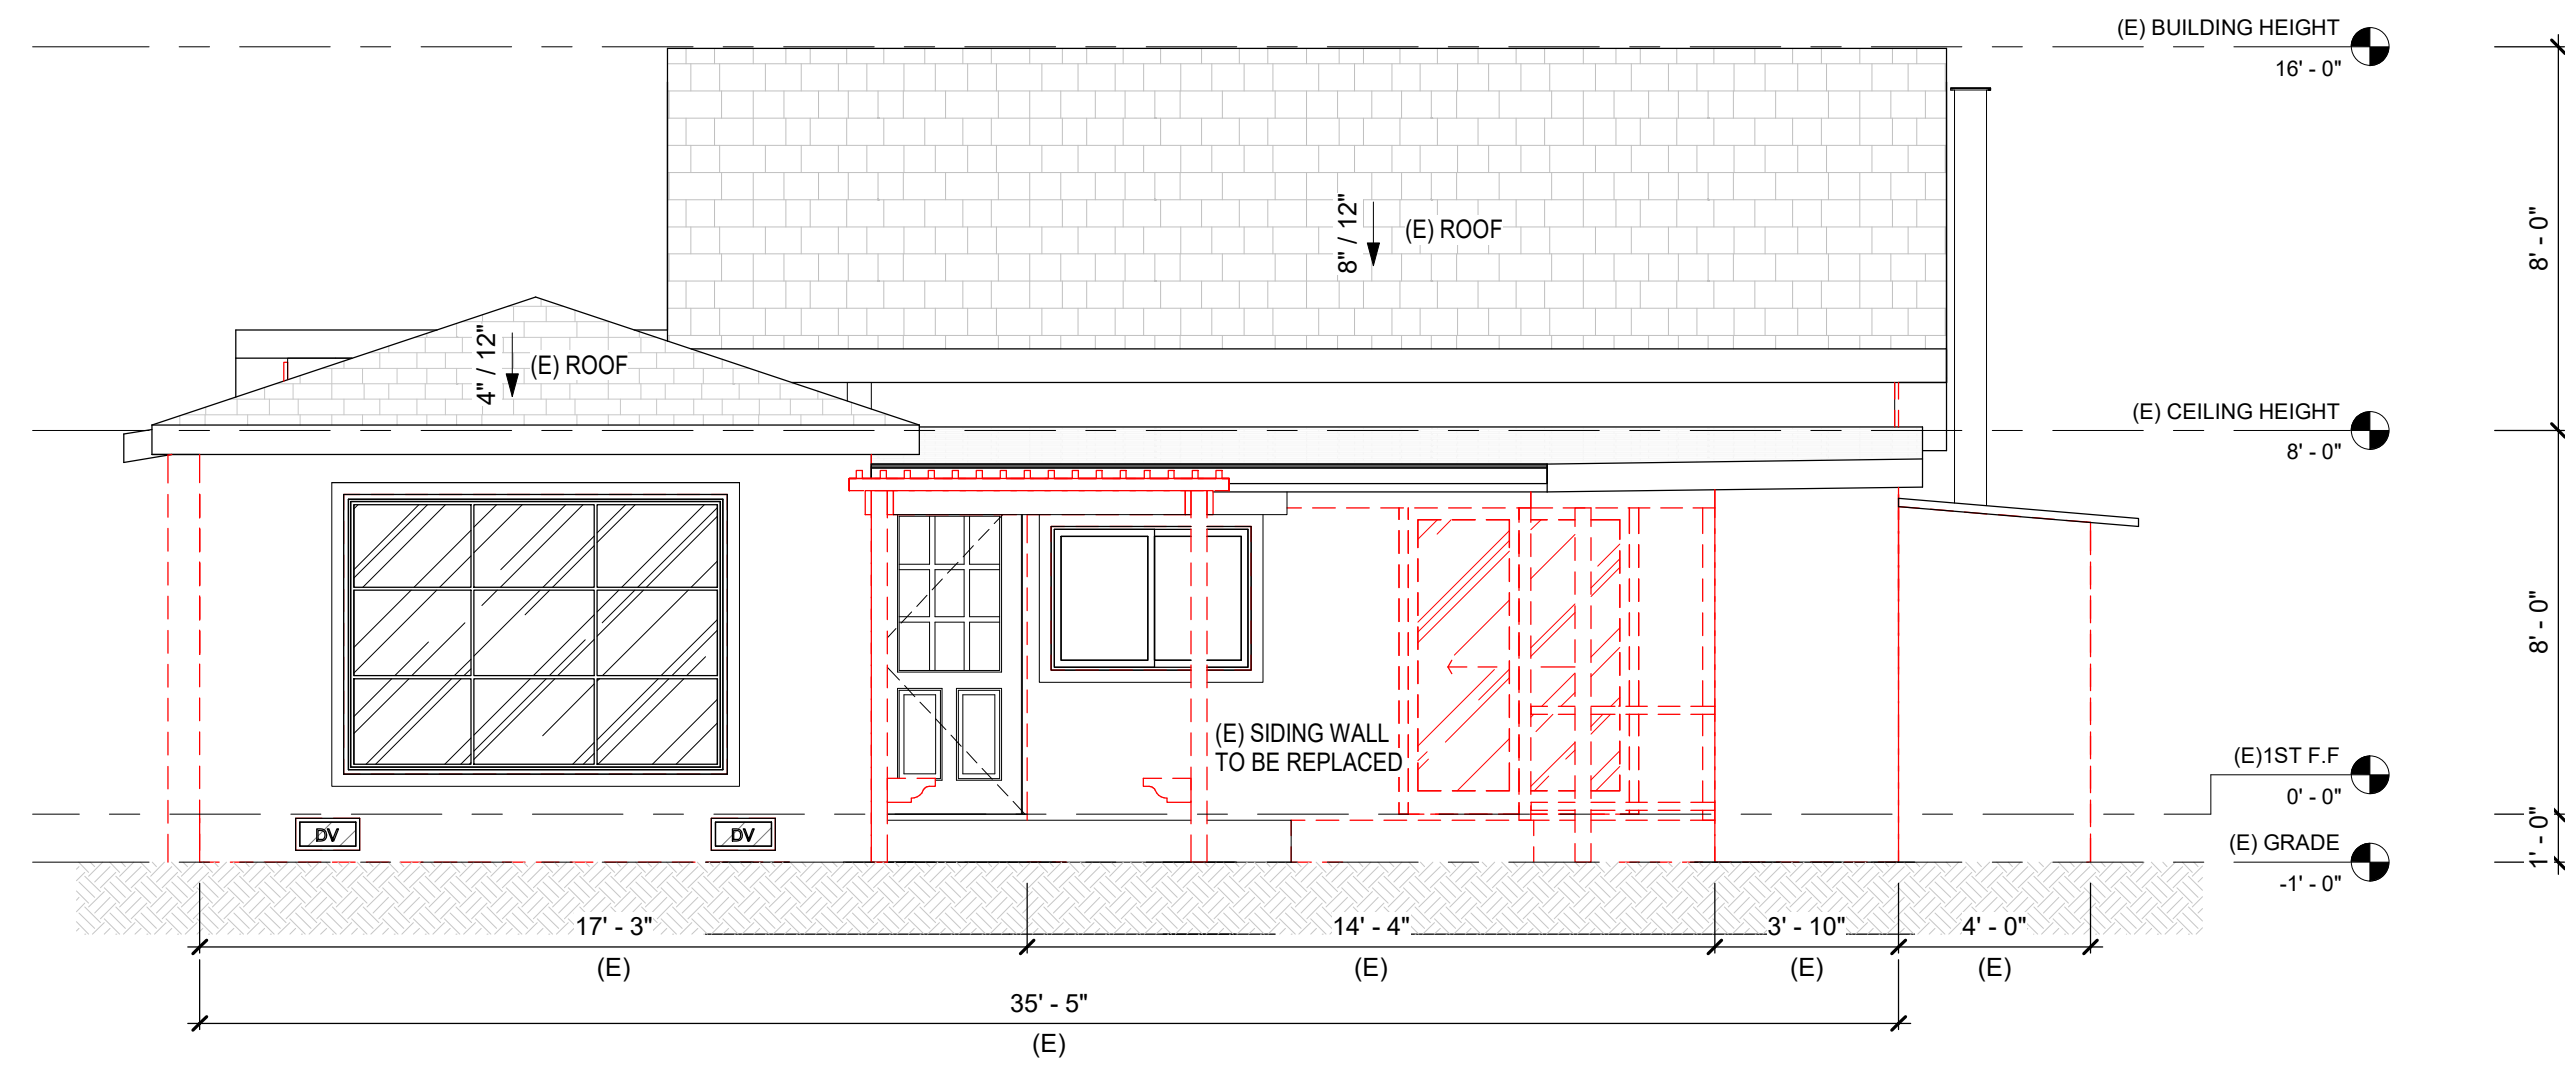 (E) BUILDING HEIGHT
16' - 0"
8" / 12"
(E) ROOF
8' - 0"
4" / 12"
(E) ROOF
(E) CEILING HEIGHT
8' - 0"
8' - 0"
(E) SIDING WALL
TO BE REPLACED
(E)1ST F.F
0' - 0"
DV
DV
1' - 0"
(E) GRADE
-1' - 0"
17' - 3"
14' - 4"
3' - 10"
4' - 0"
(E)
(E)
(E)
(E)
35' - 5"
(E)